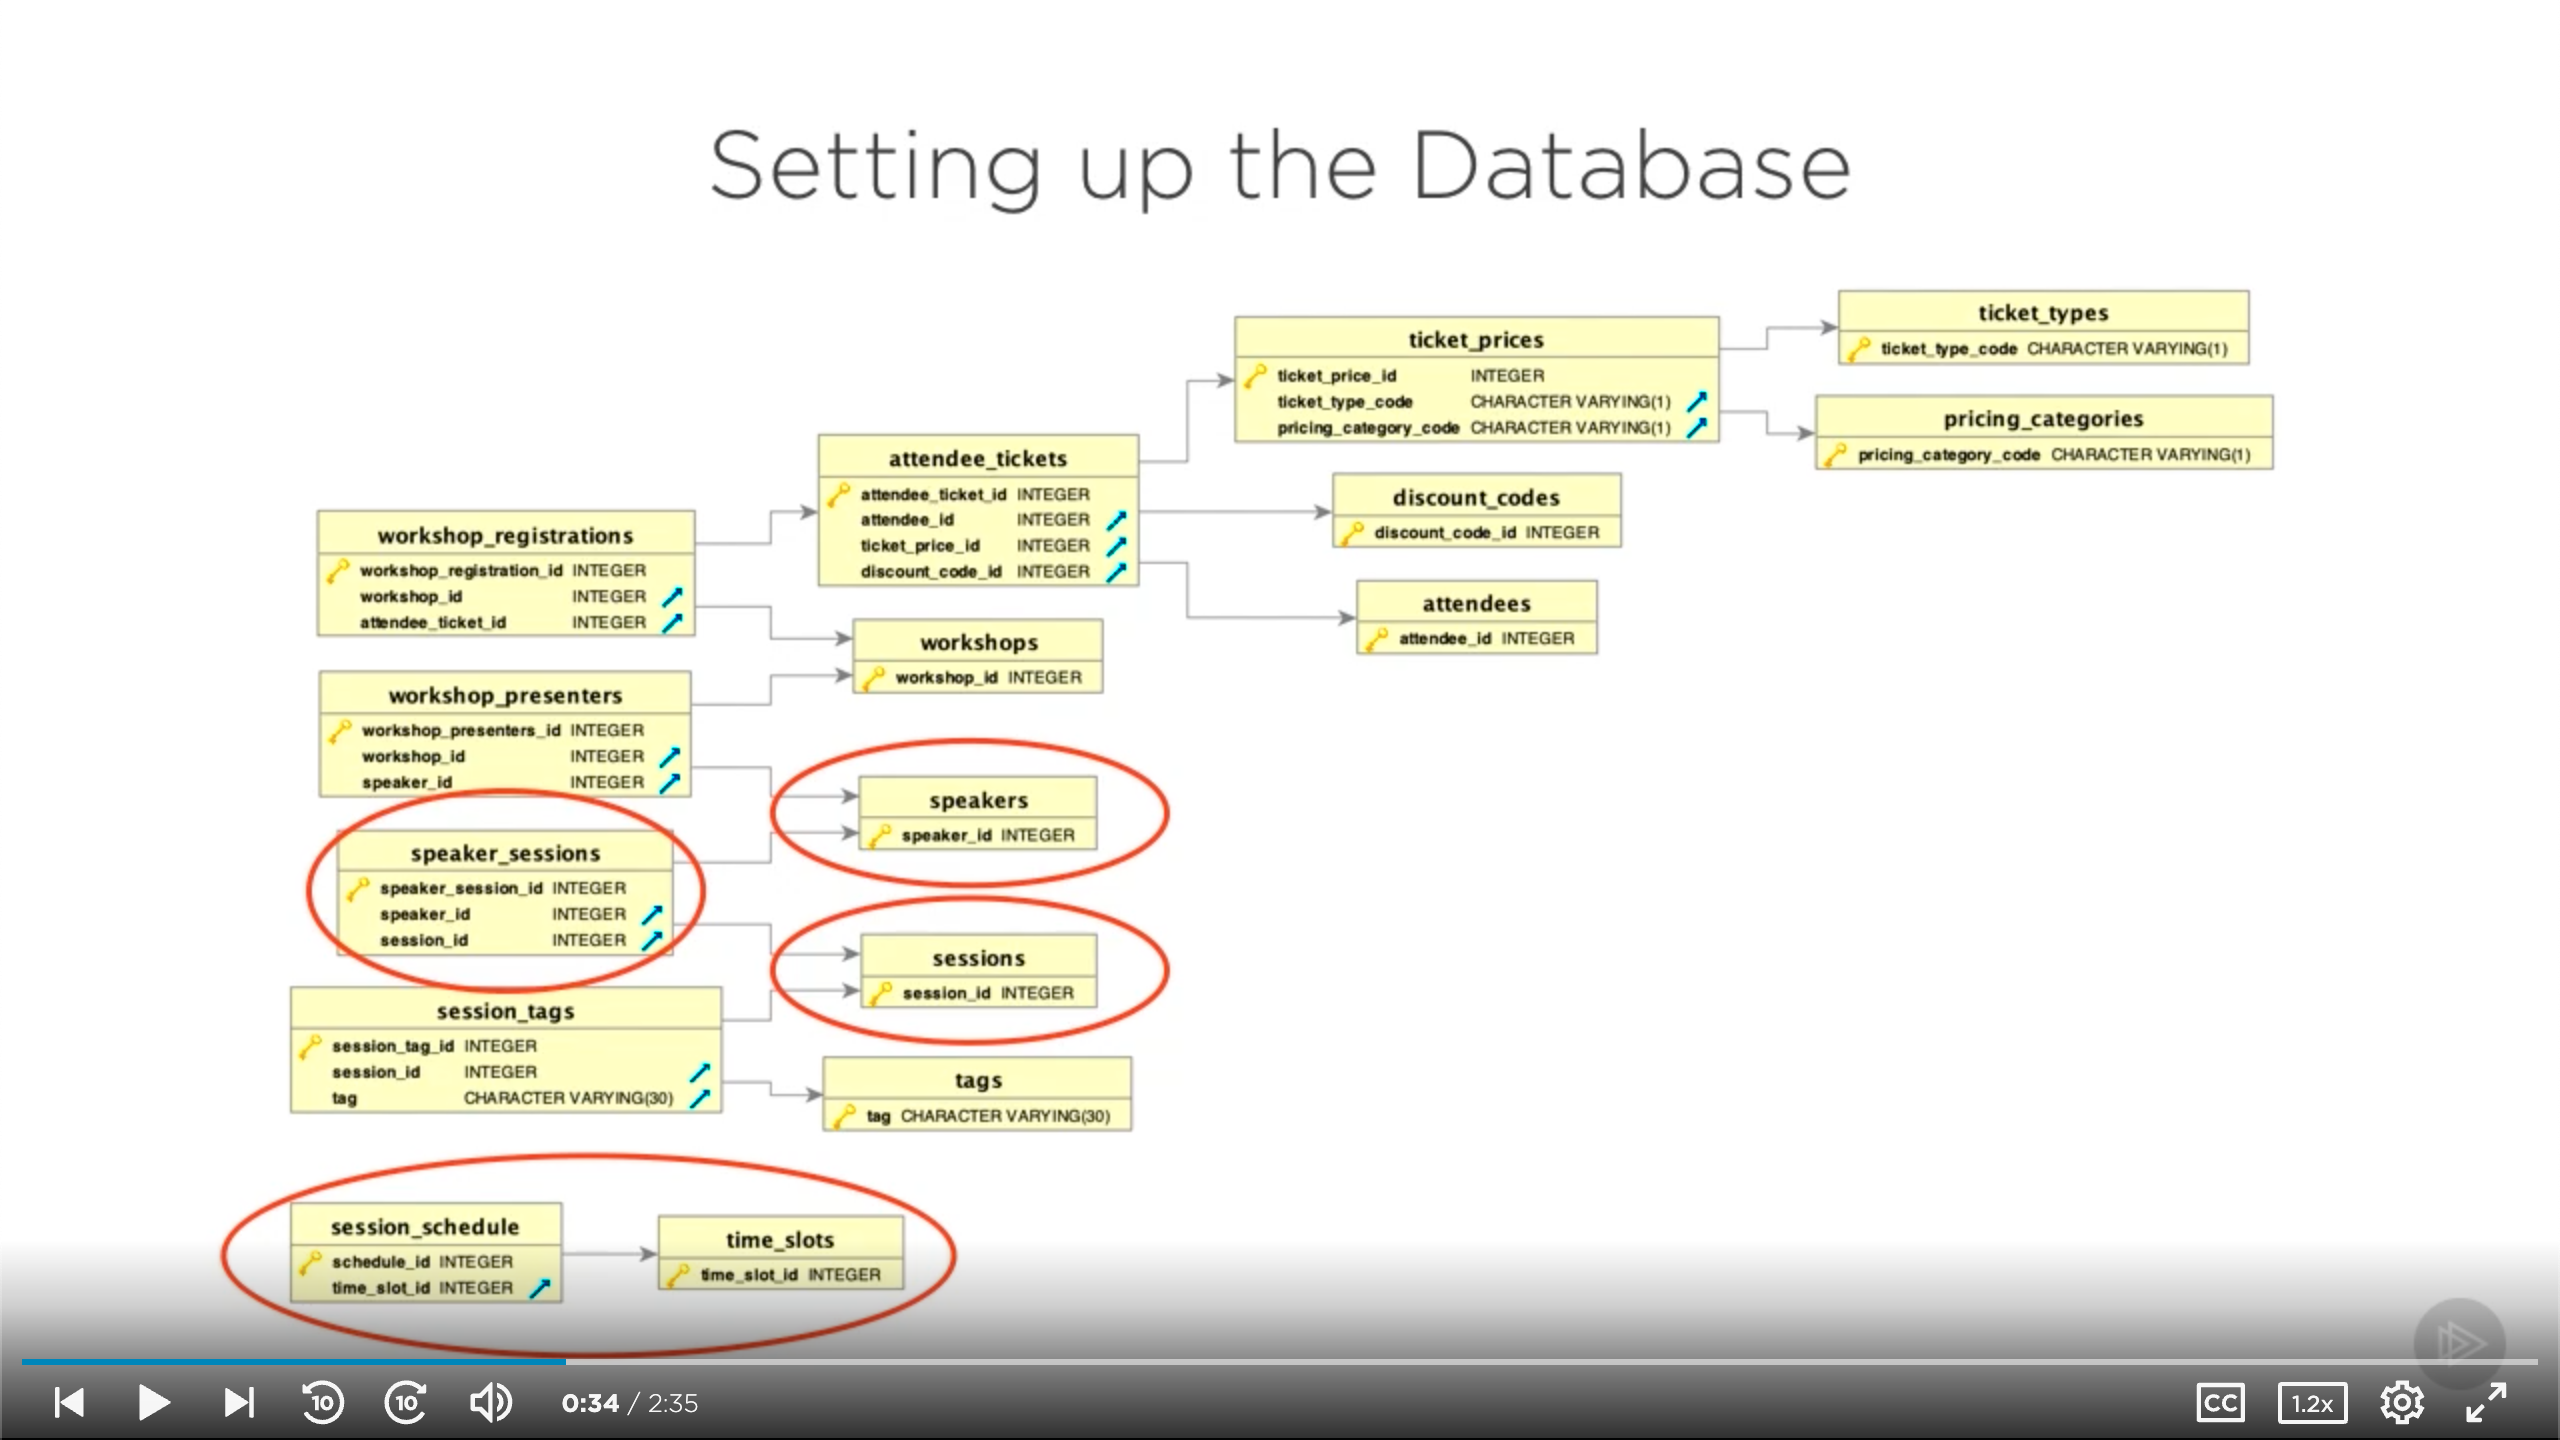 Setting up the Database
ticket_types
ticket_type_code CHARACTER VARYING(1)
ticket_prices
ticket_price_id INTEGER
ticket_type_code CHARACTER VARYING(1)
pricing_category_code CHARACTER VARYING(1)
pricing_categories
pricing_category_code CHARACTER VARYING(1)
attendee_tickets
attendee_ticket_id INTEGER
attendee_id INTEGER
ticket_price_id INTEGER
discount_code_id INTEGER
discount_codes
discount_code_id INTEGER
workshop_registrations
workshop_registration_id INTEGER
workshop_id INTEGER
attendee_ticket_id INTEGER
attendees
attendee_id INTEGER
workshops
workshop_id INTEGER
workshop_presenters
workshop_presenters_id INTEGER
workshop_id INTEGER
speaker_id INTEGER
speakers
speaker_id INTEGER
speaker_sessions
speaker_session_id INTEGER
speaker_id INTEGER
session_id INTEGER
sessions
session_id INTEGER
session_tags
session_tag_id INTEGER
session_id INTEGER
tag CHARACTER VARYING(30)
tags
tag CHARACTER VARYING(30)
session_schedule
schedule_id INTEGER
time_slot_id INTEGER
time_slots
time_slot_id INTEGER
10 10 0:34 / 2:35 CC 1.2x